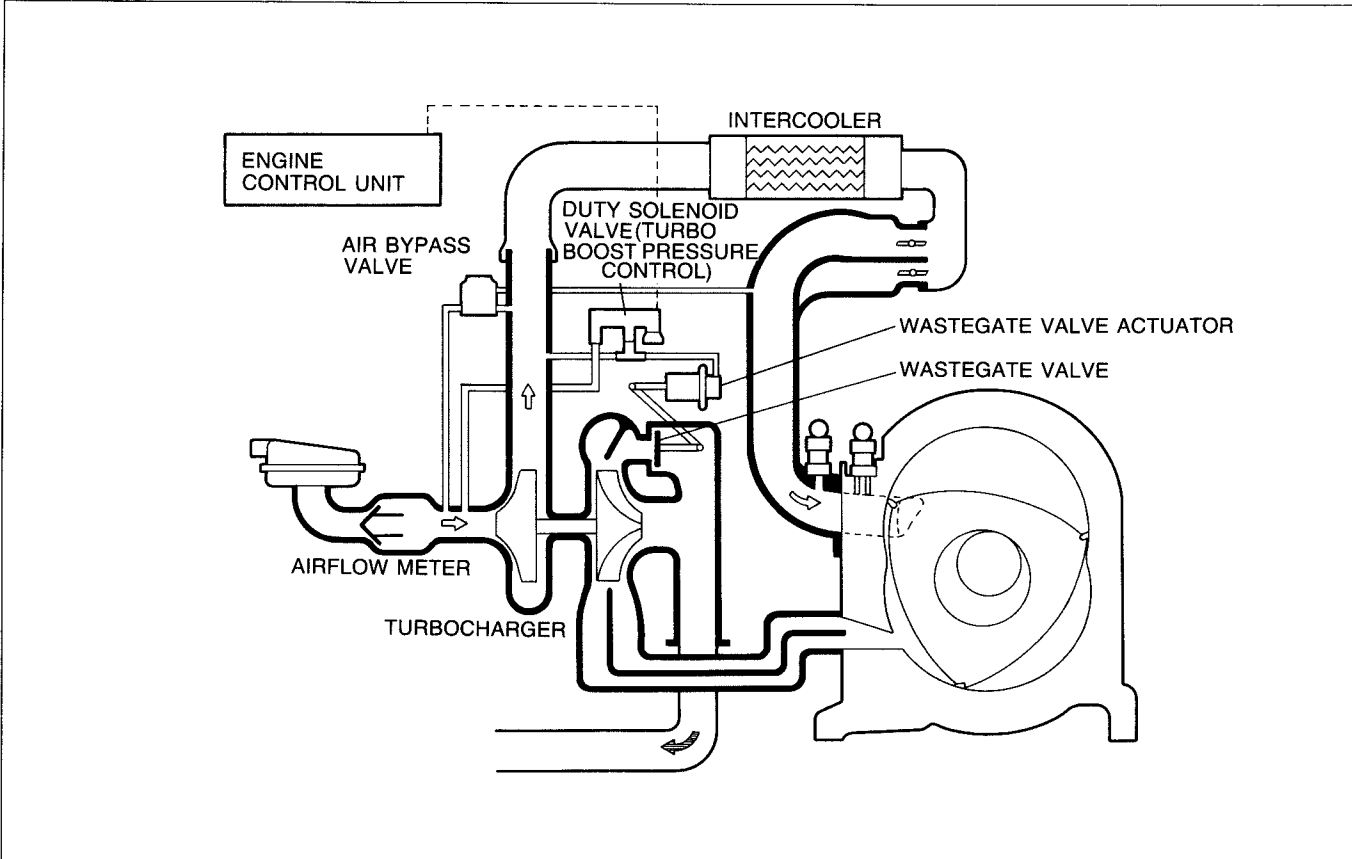 INTERCOOLER
ENGINE
CONTROL UNIT
DUTY SOLENOID
VALVE(TURBO
BOOST PRESSURE
CONTROL)
AIR BYPASS
VALVE
WASTEGATE VALVE ACTUATOR
WASTEGATE VALVE
AIRFLOW METER
TURBOCHARGER